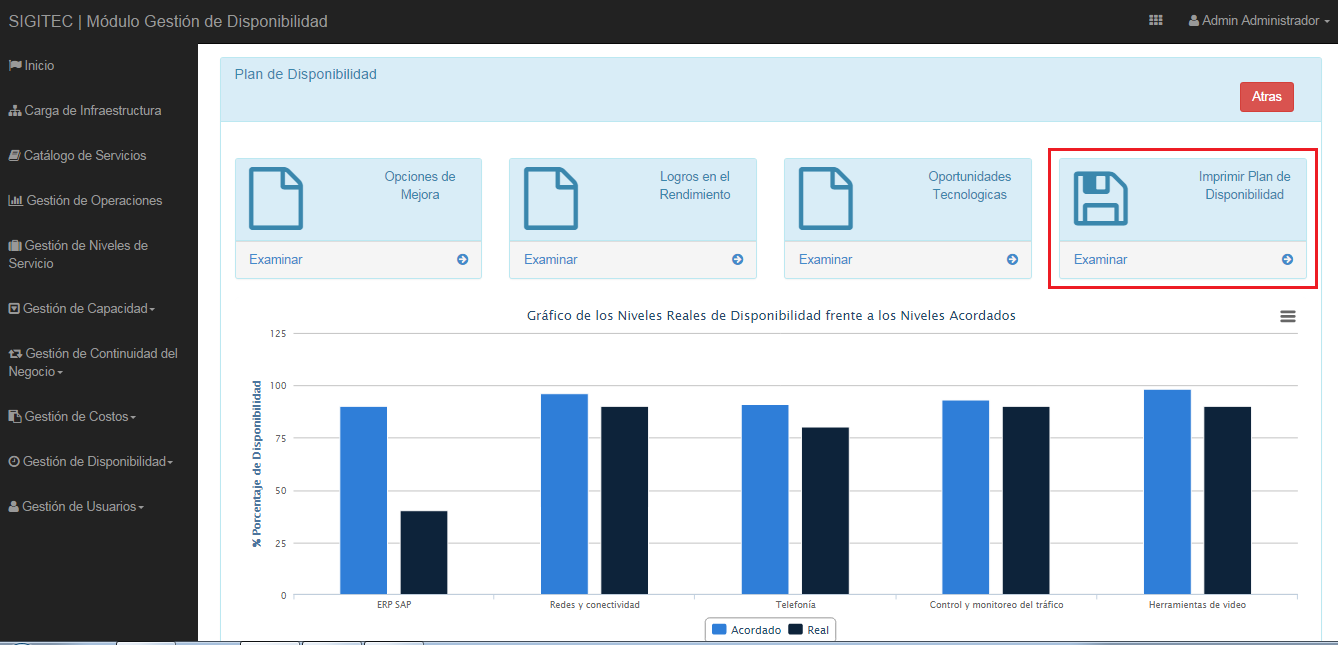 SIGITEC | Módulo Gestión de Disponibilidad
Admin Administrador
Inicio
Carga de Infraestructura
Catálogo de Servicios
Gestión de Operaciones
Gestión de Niveles de
Servicio
Gestión de Capacidad
Gestión de Continuidad del
Negocio
Gestión de Costos
Gestión de Disponibilidad
Gestión de Usuarios
Plan de Disponibilidad
Atras
Opciones de
Mejora
Examinar
Logros en el
Rendimiento
Examinar
Oportunidades
Tecnologicas
Examinar
Imprimir Plan de
Disponibilidad
Examinar
Gráfico de los Niveles Reales de Disponibilidad frente a los Niveles Acordados
% Porcentaje de Disponibilidad
125
100
75
50
25
0
ERP SAP
Redes y conectividad
Telefonía
Control y monitoreo del tráfico
Herramientas de video
Acordado
Real